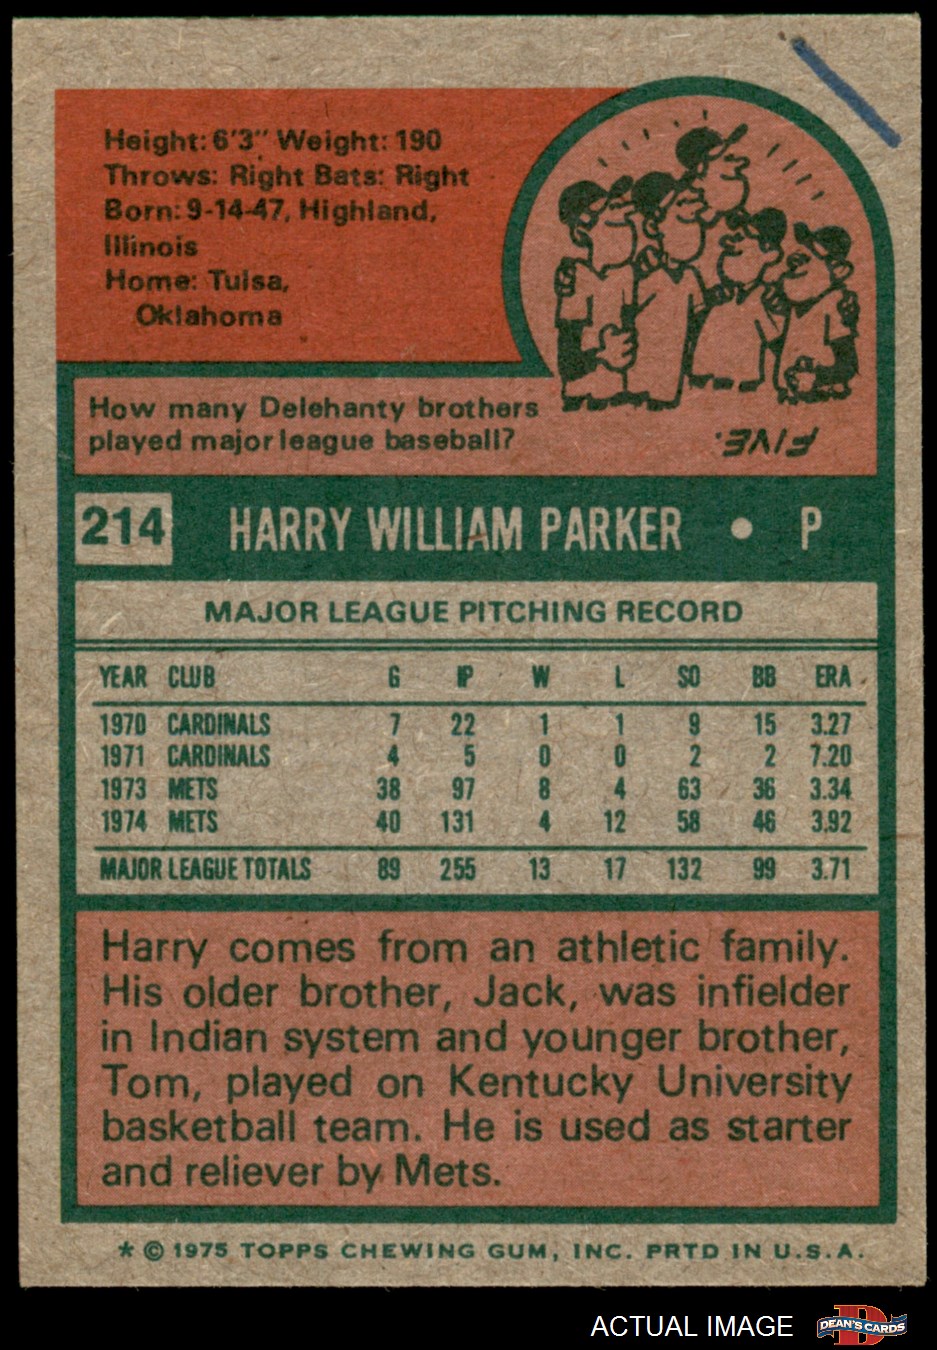 Height: 6'3" Weight: 190
Throws: Right Bats: Right
Born: 9-14-47, Highland,
Illinois
Home: Tulsa,
Oklahoma
How many Delehanty brothers
played major league baseball?
FIVE.
214 HARRY WILLIAM PARKER • P
MAJOR LEAGUE PITCHING RECORD
YEAR CLUB G IP W L SO BB ERA
1970 CARDINALS 7 22 1 1 9 15 3.27
1971 CARDINALS 4 5 0 0 2 2 7.20
1973 METS 38 97 8 4 63 36 3.34
1974 METS 40 131 4 12 58 46 3.92
MAJOR LEAGUE TOTALS 89 255 13 17 132 99 3.71
Harry comes from an athletic family.
His older brother, Jack, was infielder
in Indian system and younger brother,
Tom, played on Kentucky University
basketball team. He is used as starter
and reliever by Mets.
* © 1975 TOPPS CHEWING GUM, INC. PRTD IN U.S.A.
ACTUAL IMAGE
D
DEAN'S CARDS